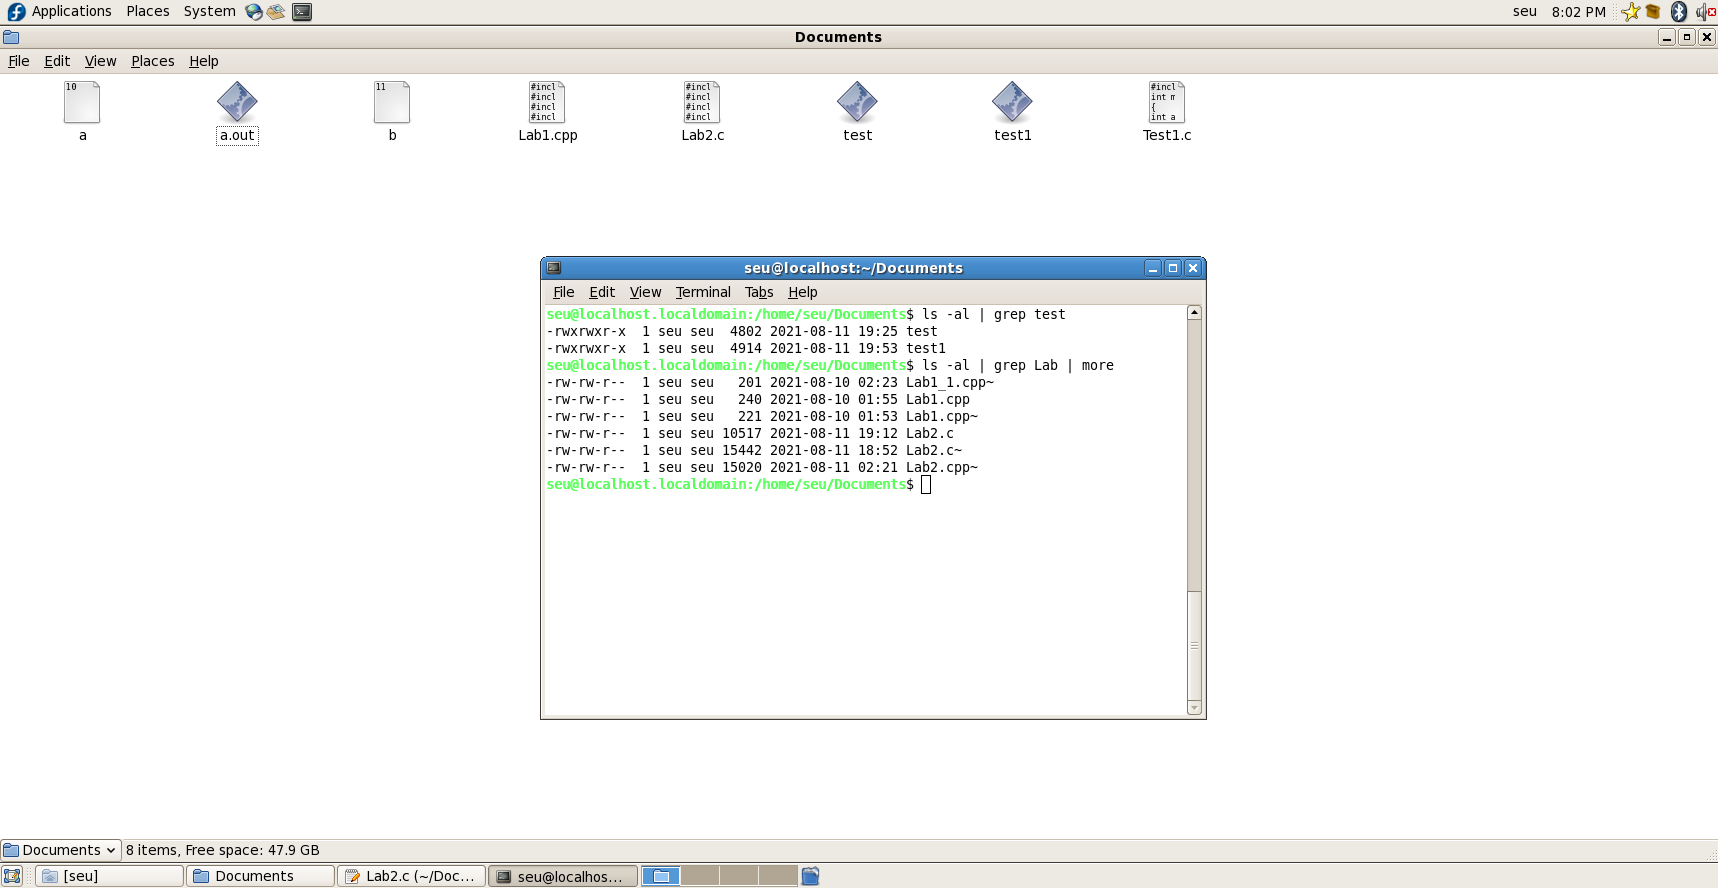 Applications Places System seu 8:02 PM
Documents
File Edit View Places Help
10
11
#incl
#incl
#incl
#incl
#incl
#incl
#incl
#incl
#incl
int m
{
int a
a a.out b Lab1.cpp Lab2.c test test1 Test1.c
seu@localhost:~/Documents
File Edit View Terminal Tabs Help
seu@localhost.localdomain:/home/seu/Documents$ ls -al | grep test
-rwxrwxr-x  1 seu seu  4802 2021-08-11 19:25 test
-rwxrwxr-x  1 seu seu  4914 2021-08-11 19:53 test1
seu@localhost.localdomain:/home/seu/Documents$ ls -al | grep Lab | more
-rw-rw-r--  1 seu seu   201 2021-08-10 02:23 Lab1_1.cpp~
-rw-rw-r--  1 seu seu   240 2021-08-10 01:55 Lab1.cpp
-rw-rw-r--  1 seu seu   221 2021-08-10 01:53 Lab1.cpp~
-rw-rw-r--  1 seu seu 10517 2021-08-11 19:12 Lab2.c
-rw-rw-r--  1 seu seu 15442 2021-08-11 18:52 Lab2.c~
-rw-rw-r--  1 seu seu 15020 2021-08-11 02:21 Lab2.cpp~
seu@localhost.localdomain:/home/seu/Documents$
Documents 8 items, Free space: 47.9 GB
[seu] Documents Lab2.c (~/Doc... seu@localhos...